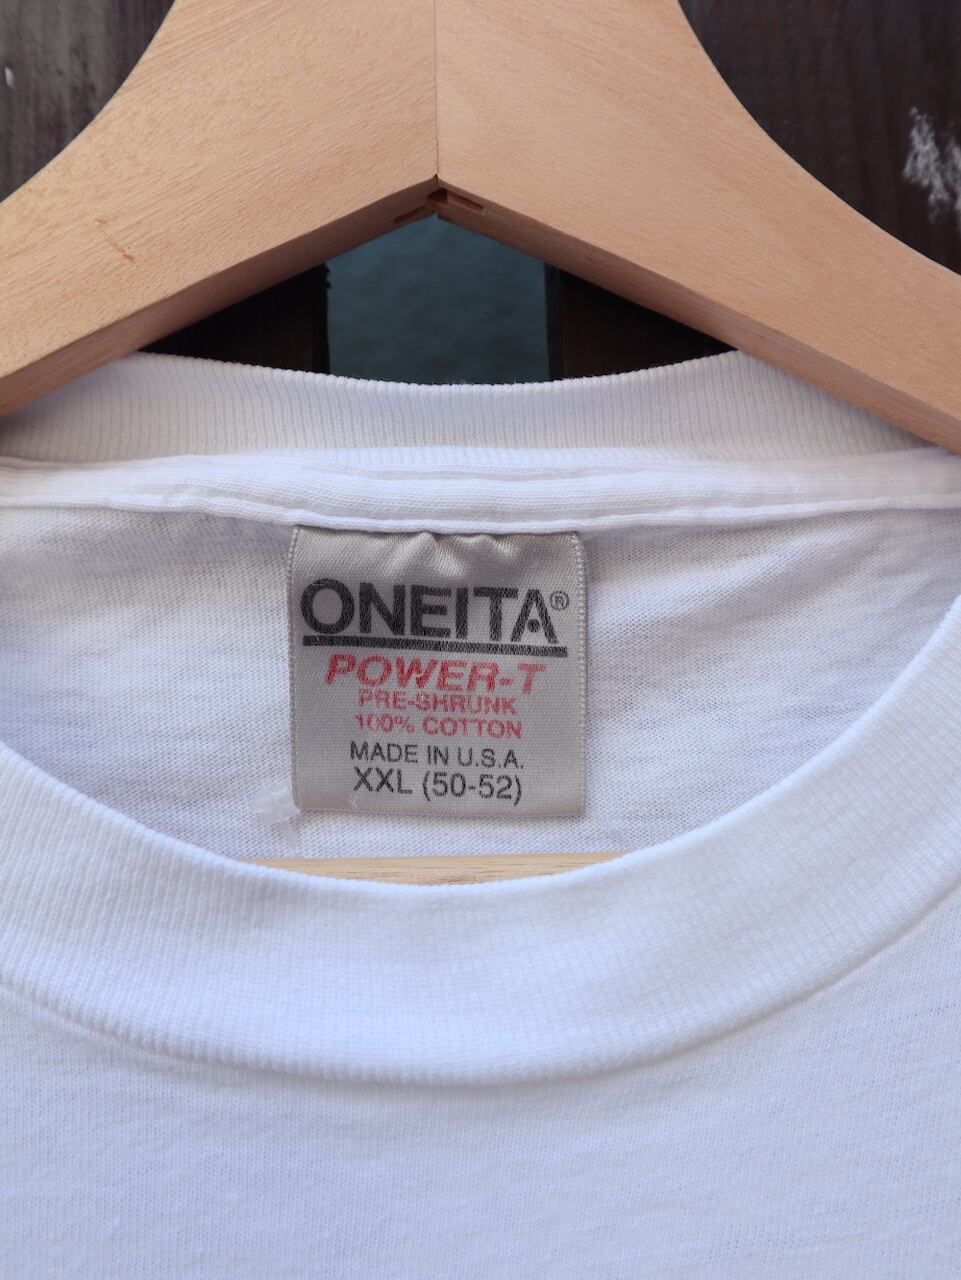 ONEITA®
POWER-T
PRE-SHRUNK
100% COTTON
MADE IN U.S.A.
XXL (50-52)